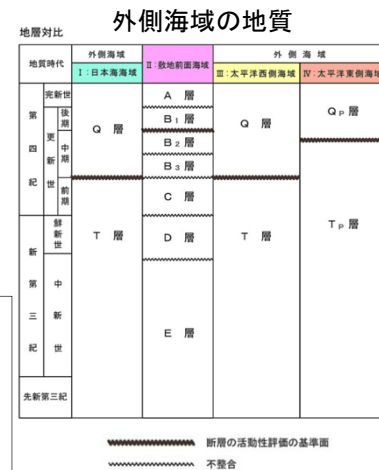 外側海域の地質
地層対比
地質時代
外側海域
外側海域
Ⅰ：日本海海域
Ⅱ：敷地前面海域
Ⅲ：太平洋西側海域
Ⅳ：太平洋東側海域
第四紀
完新世
更新世
後期
中期
前期
新第三紀
鮮新世
中新世
先新第三紀
Q 層
T 層
A 層
B₁ 層
B₂ 層
B₃ 層
C 層
D 層
E 層
Q 層
T 層
Qₚ 層
Tₚ 層
断層の活動性評価の基準面
不整合